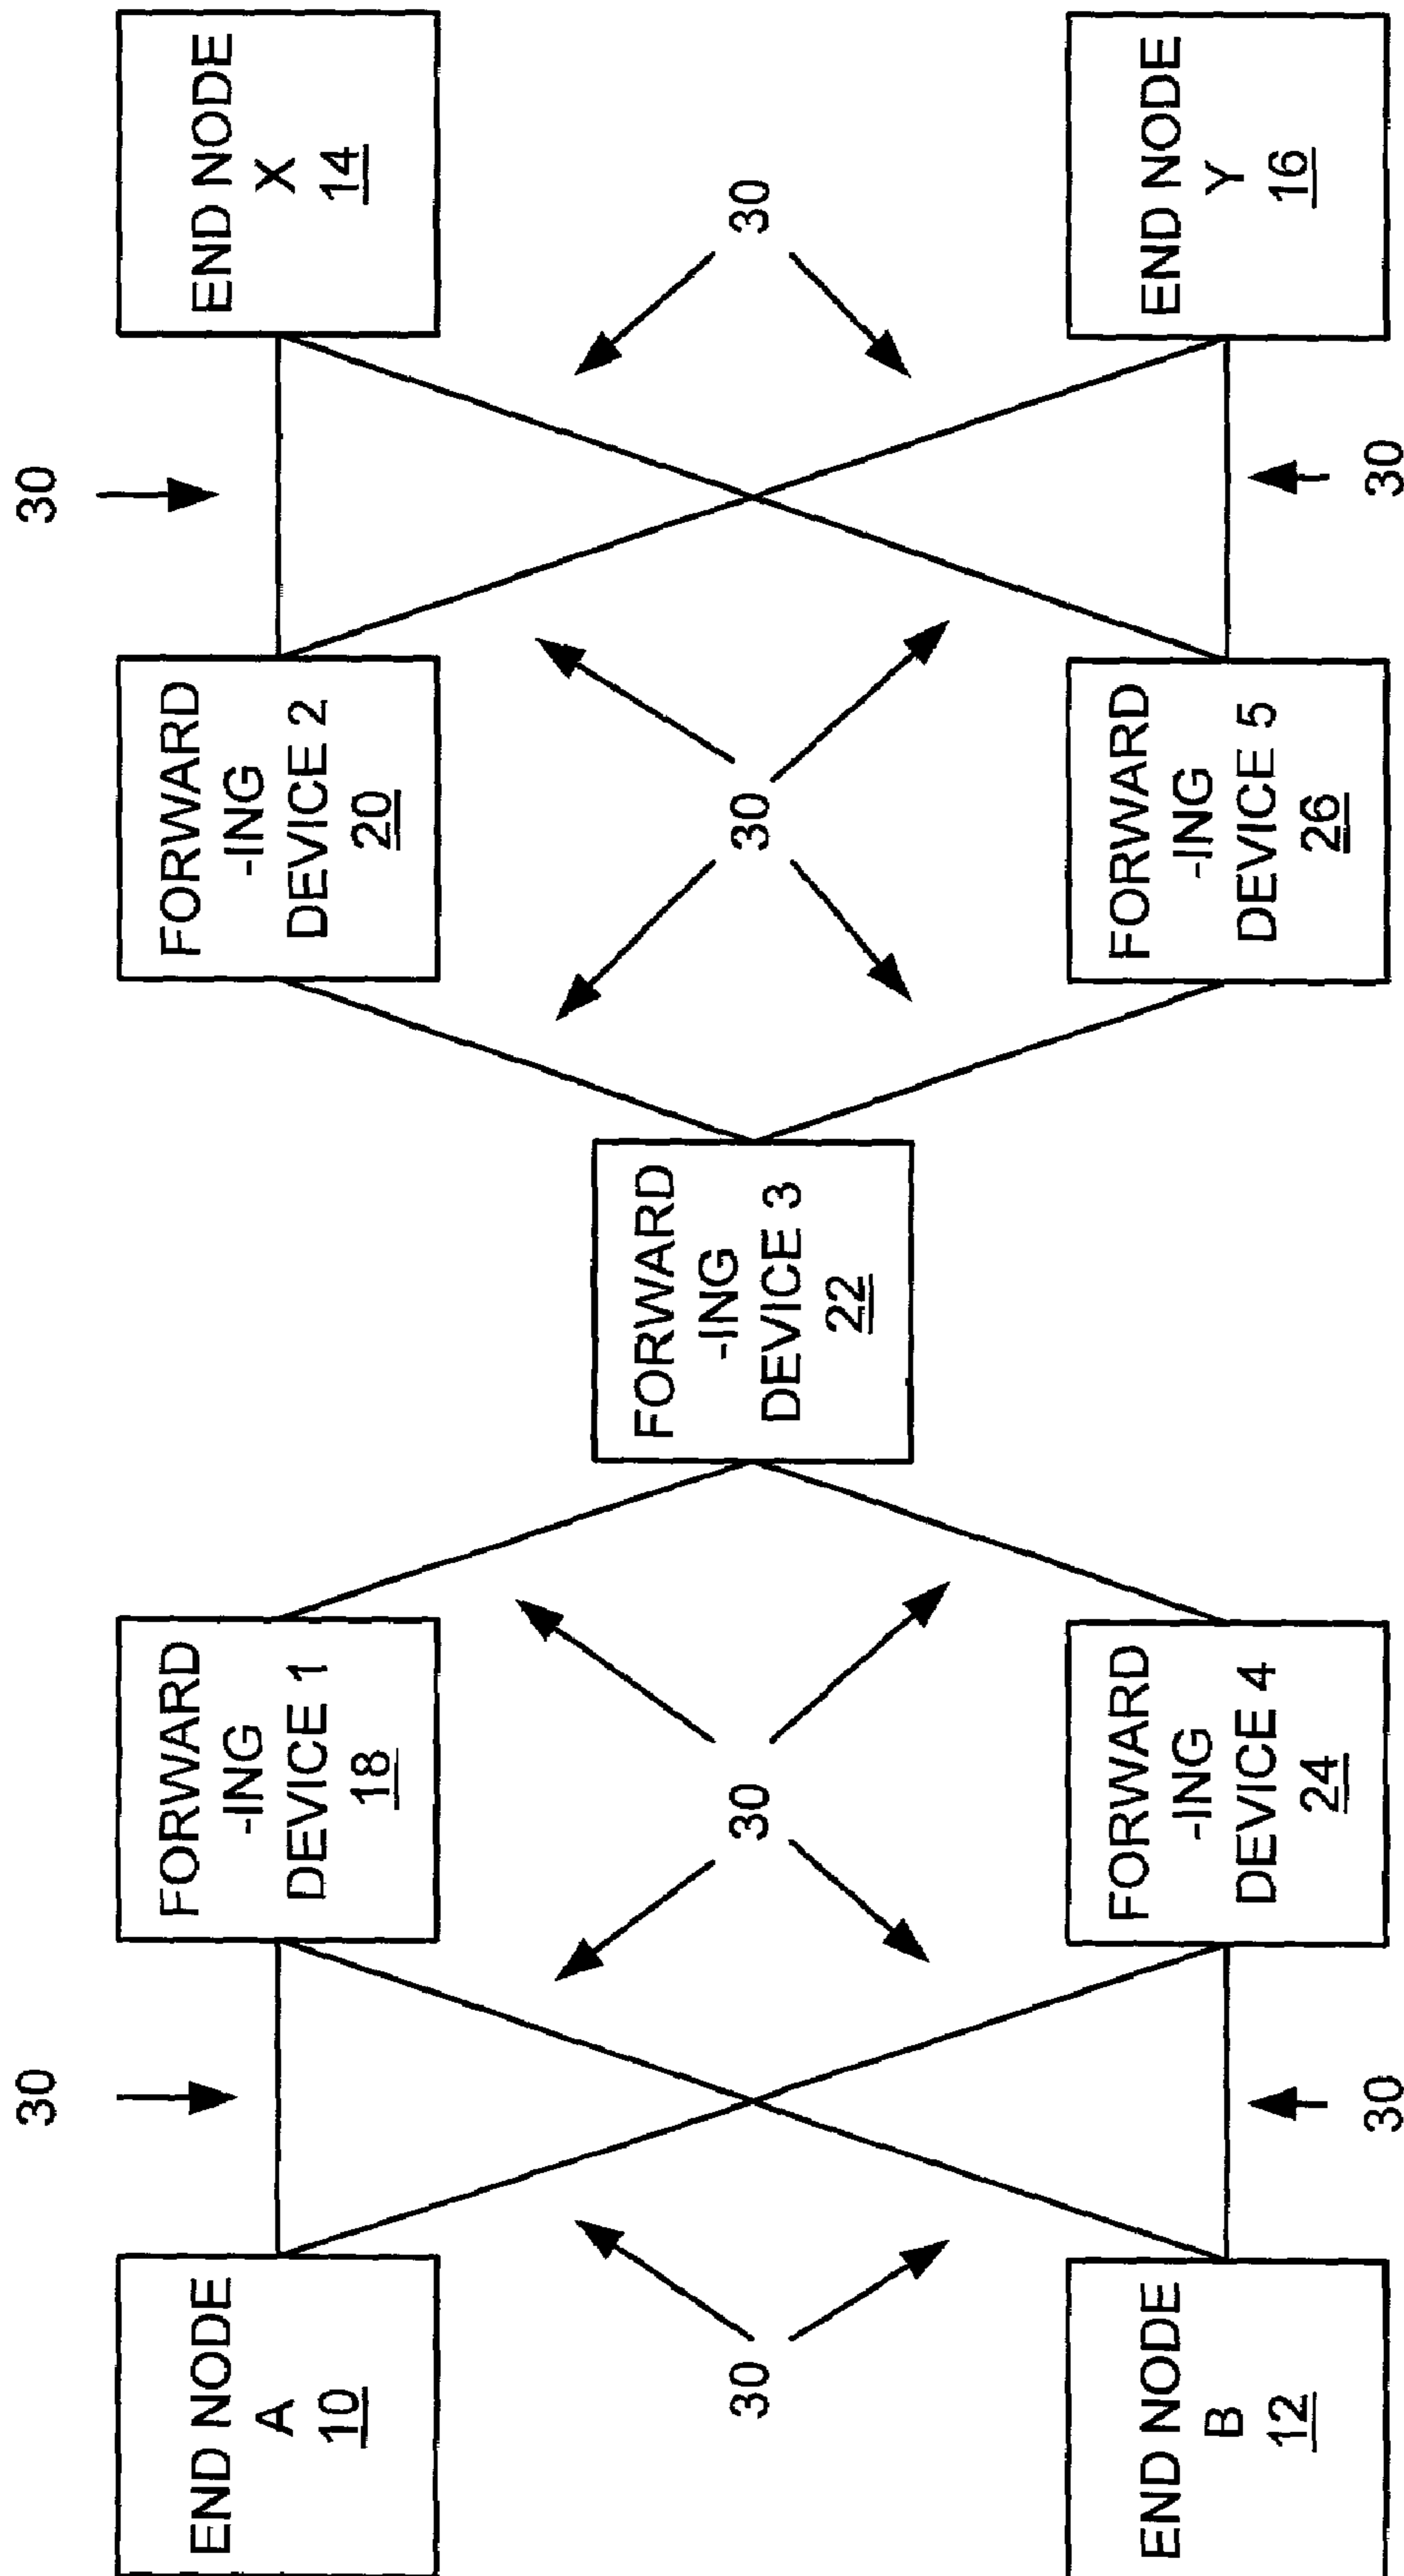 30
30
END NODE
A
10
FORWARD
-ING
DEVICE 1
18
FORWARD
-ING
DEVICE 2
20
END NODE
X
14
30
30
FORWARD
-ING
DEVICE 3
22
30
30
END NODE
B
12
FORWARD
-ING
DEVICE 4
24
FORWARD
-ING
DEVICE 5
26
END NODE
Y
16
30
30